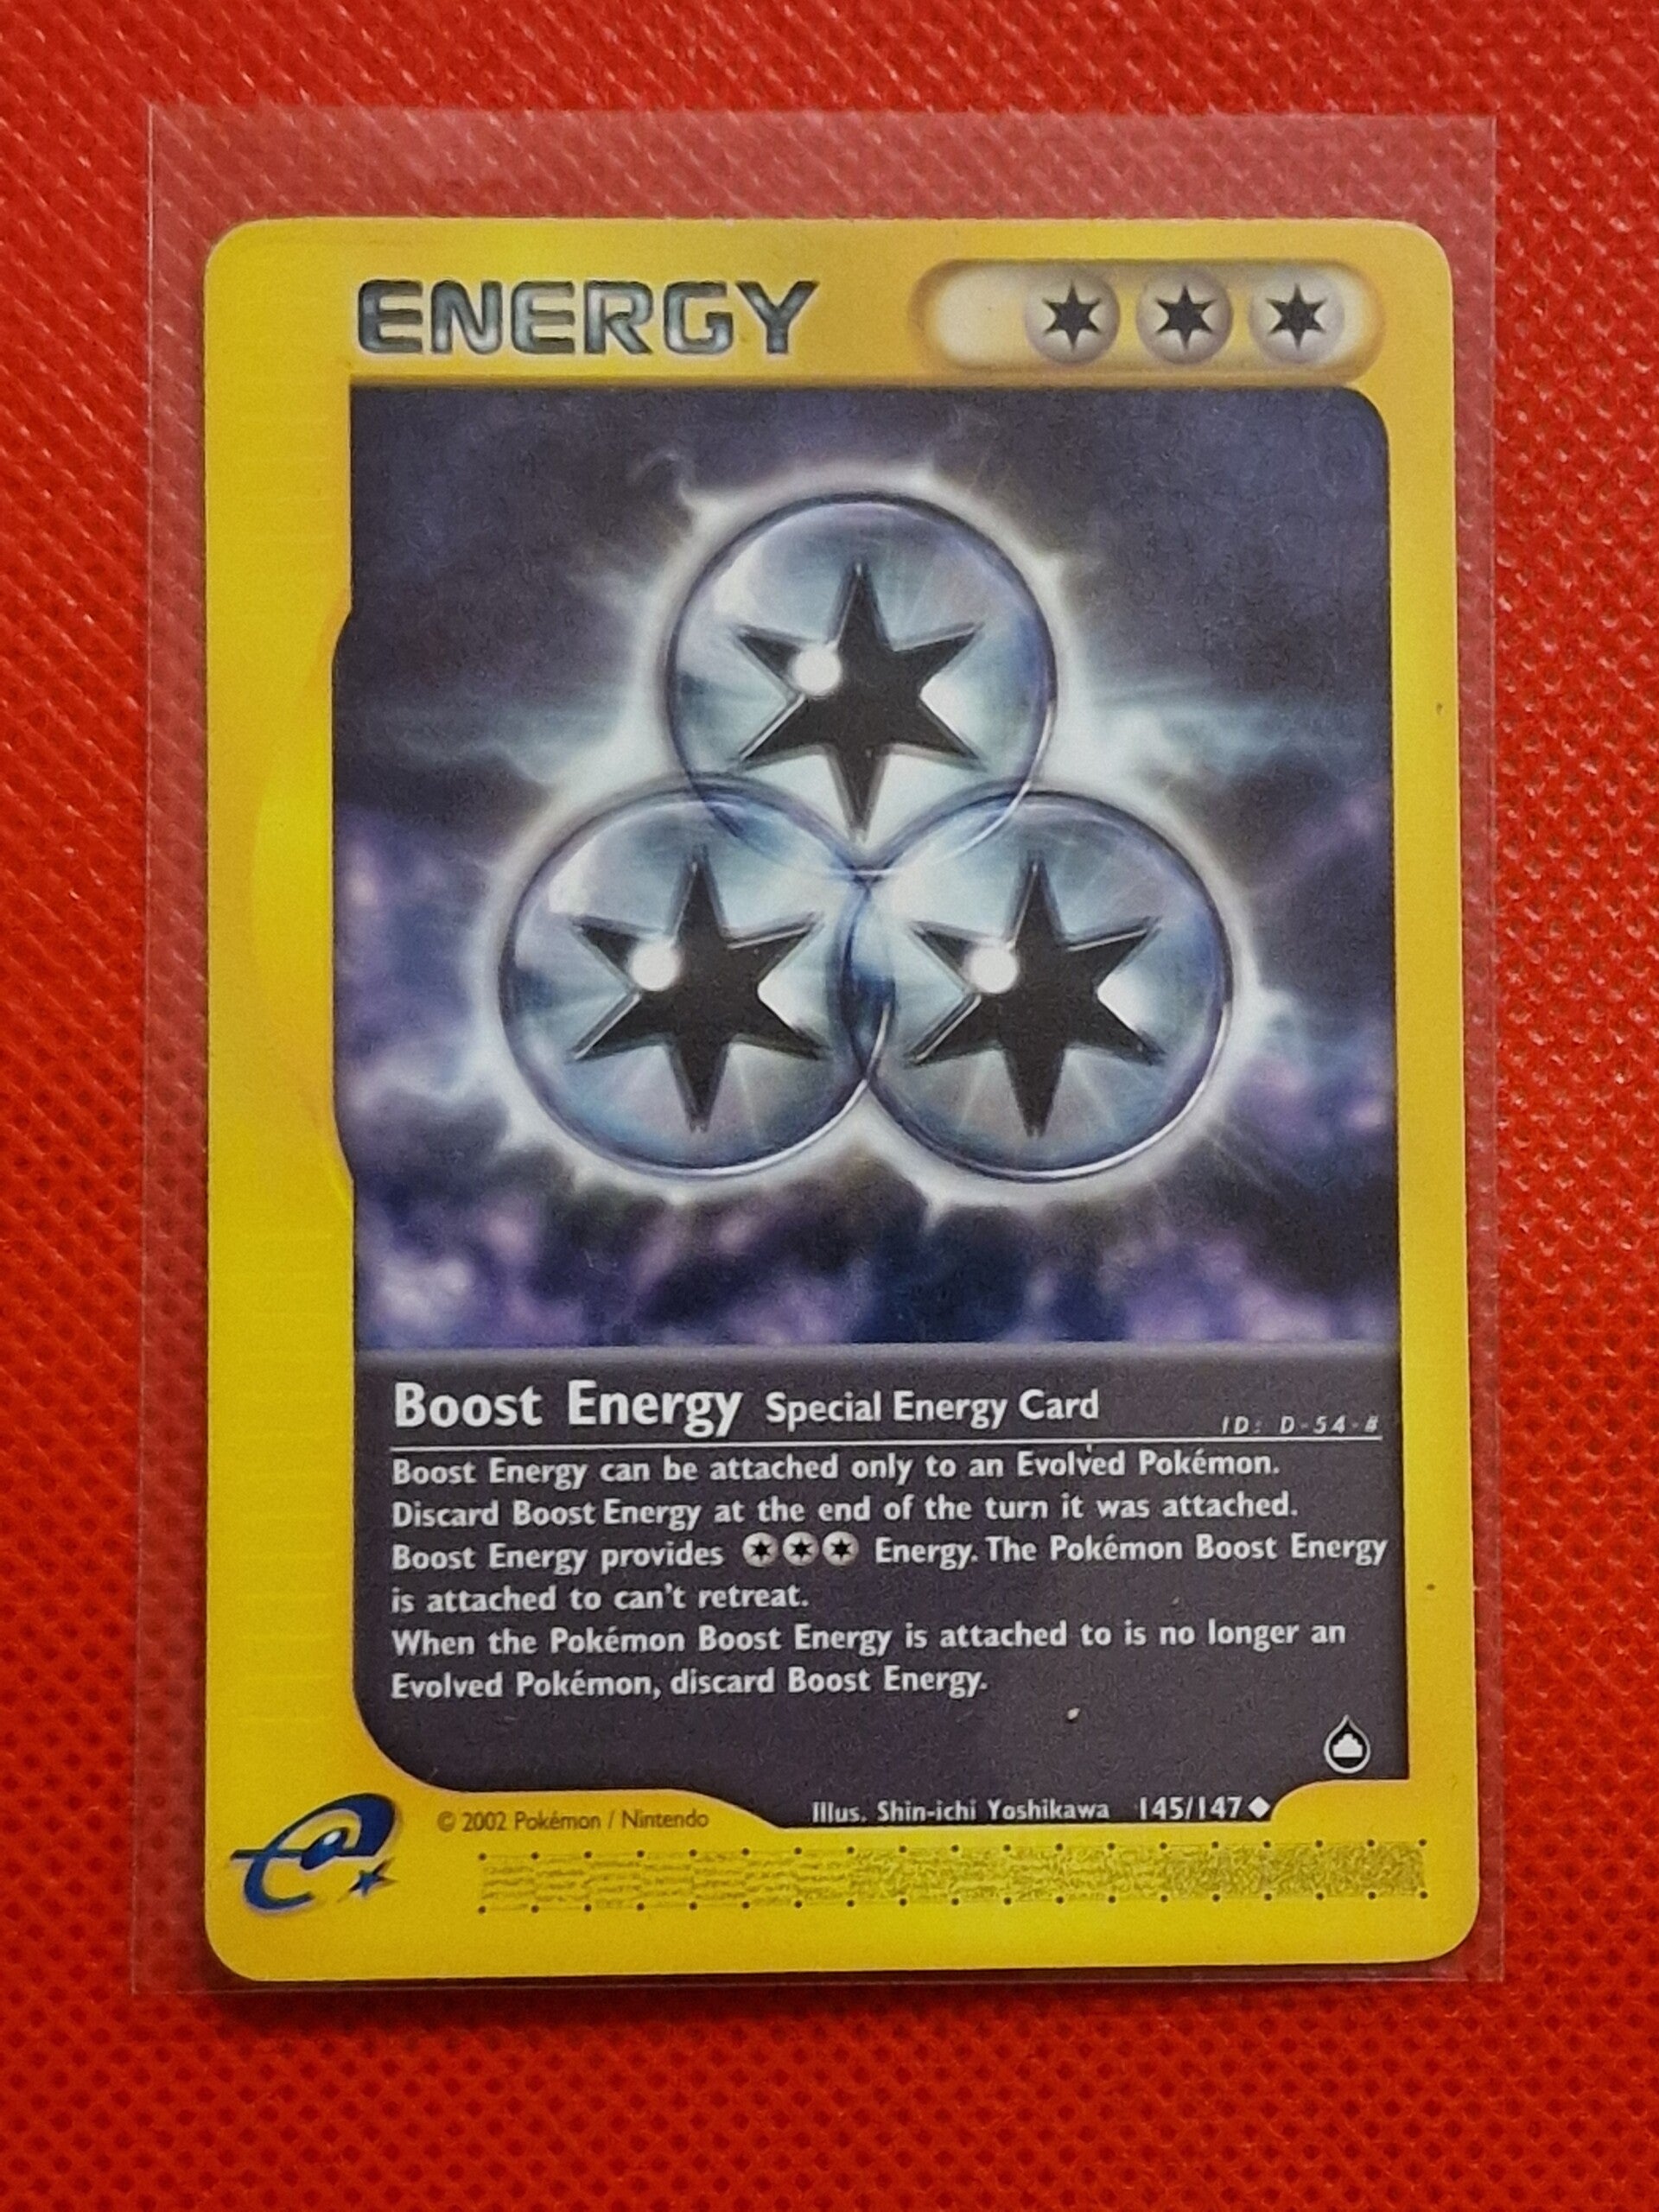 ENERGY
Boost Energy Special Energy Card
ID: D-54-#
Boost Energy can be attached only to an Evolved Pokémon.
Discard Boost Energy at the end of the turn it was attached.
Boost Energy provides Energy. The Pokémon Boost Energy
is attached to can't retreat.
When the Pokémon Boost Energy is attached to is no longer an
Evolved Pokémon, discard Boost Energy.
© 2002 Pokémon / Nintendo
Illus. Shin-ichi Yoshikawa 145/147
e